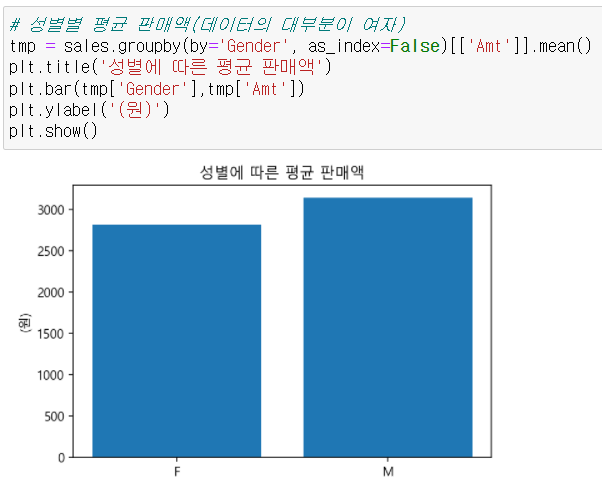 # 성별별 평균 판매액(데이터의 대부분이 여자)
tmp = sales.groupby(by='Gender', as_index=False)[['Amt']].mean()
plt.title('성별에 따른 평균 판매액')
plt.bar(tmp['Gender'],tmp['Amt'])
plt.ylabel('(원)')
plt.show()
성별에 따른 평균 판매액
3000
2500
2000
1500
1000
500
0
(원)
F M